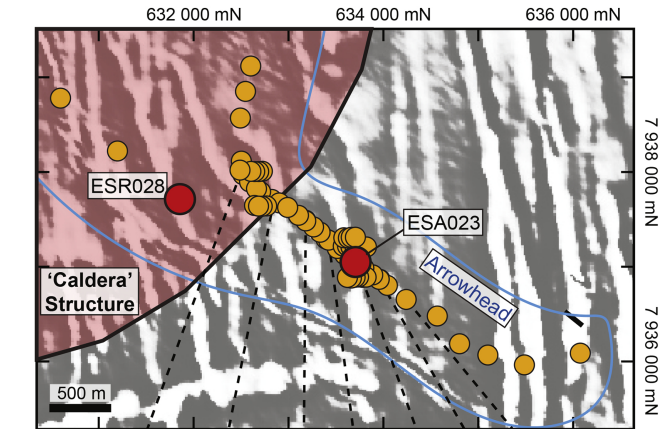 632 000 mN 634 000 mN 636 000 mN
7 938 000 mN
ESR028
ESA023
Arrowhead
'Caldera'
Structure
7 936 000 mN
500 m